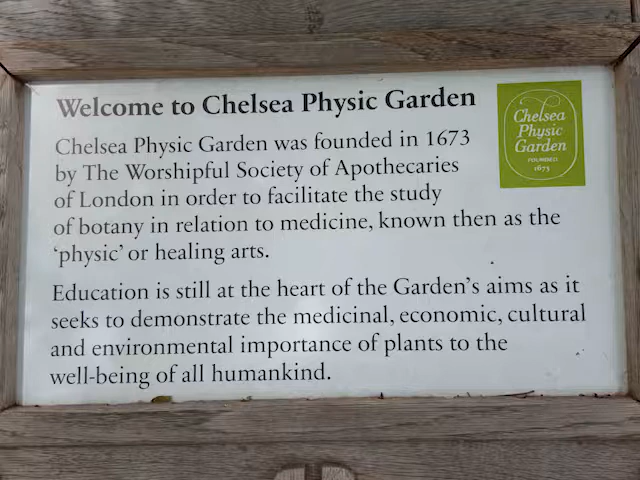 Welcome to Chelsea Physic Garden
Chelsea Physic Garden was founded in 1673
by The Worshipful Society of Apothecaries
of London in order to facilitate the study
of botany in relation to medicine, known then as the
‘physic’ or healing arts.
Education is still at the heart of the Garden’s aims as it
seeks to demonstrate the medicinal, economic, cultural
and environmental importance of plants to the
well-being of all humankind.
Chelsea
Physic
Garden
FOUNDED
1673